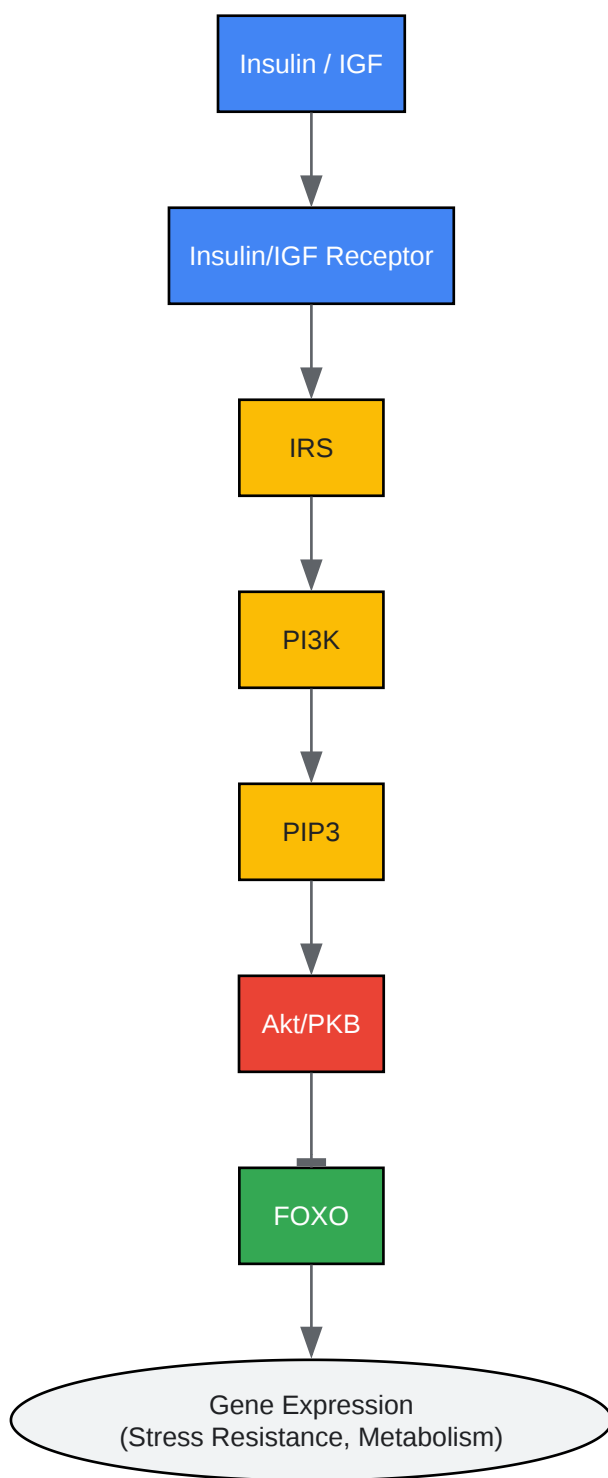 Insulin / IGF
Insulin/IGF Receptor
IRS
PI3K
PIP3
Akt/PKB
FOXO
Gene Expression
(Stress Resistance, Metabolism)